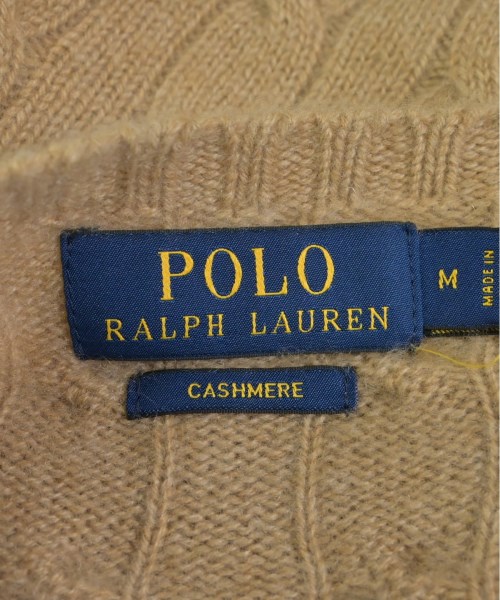 POLO
RALPH LAUREN
CASHMERE
M
MADE IN